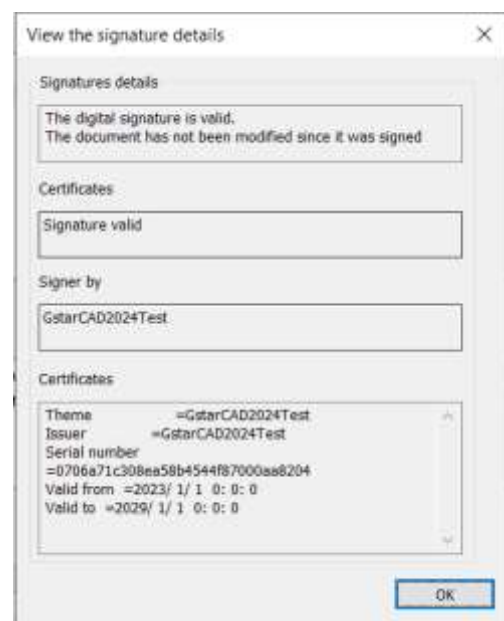 View the signature details
Signatures details
The digital signature is valid.
The document has not been modified since it was signed
Certificates
Signature valid
Signer by
GstarCAD2024Test
Certificates
Theme =GstarCAD2024Test
Issuer =GstarCAD2024Test
Serial number
=0706a71c308ea58b4544f87000aa8204
Valid from =2023/ 1/ 1 0: 0: 0
Valid to =2029/ 1/ 1 0: 0: 0
OK